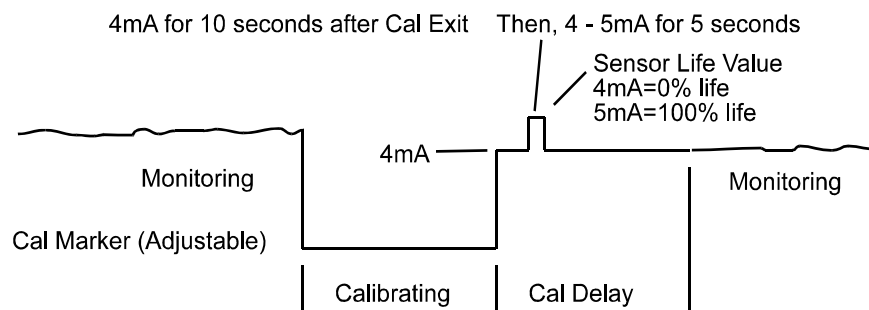 4mA for 10 seconds after Cal Exit Then, 4 - 5mA for 5 seconds
Sensor Life Value
4mA=0% life
5mA=100% life
4mA
Monitoring
Monitoring
Cal Marker (Adjustable)
Calibrating
Cal Delay